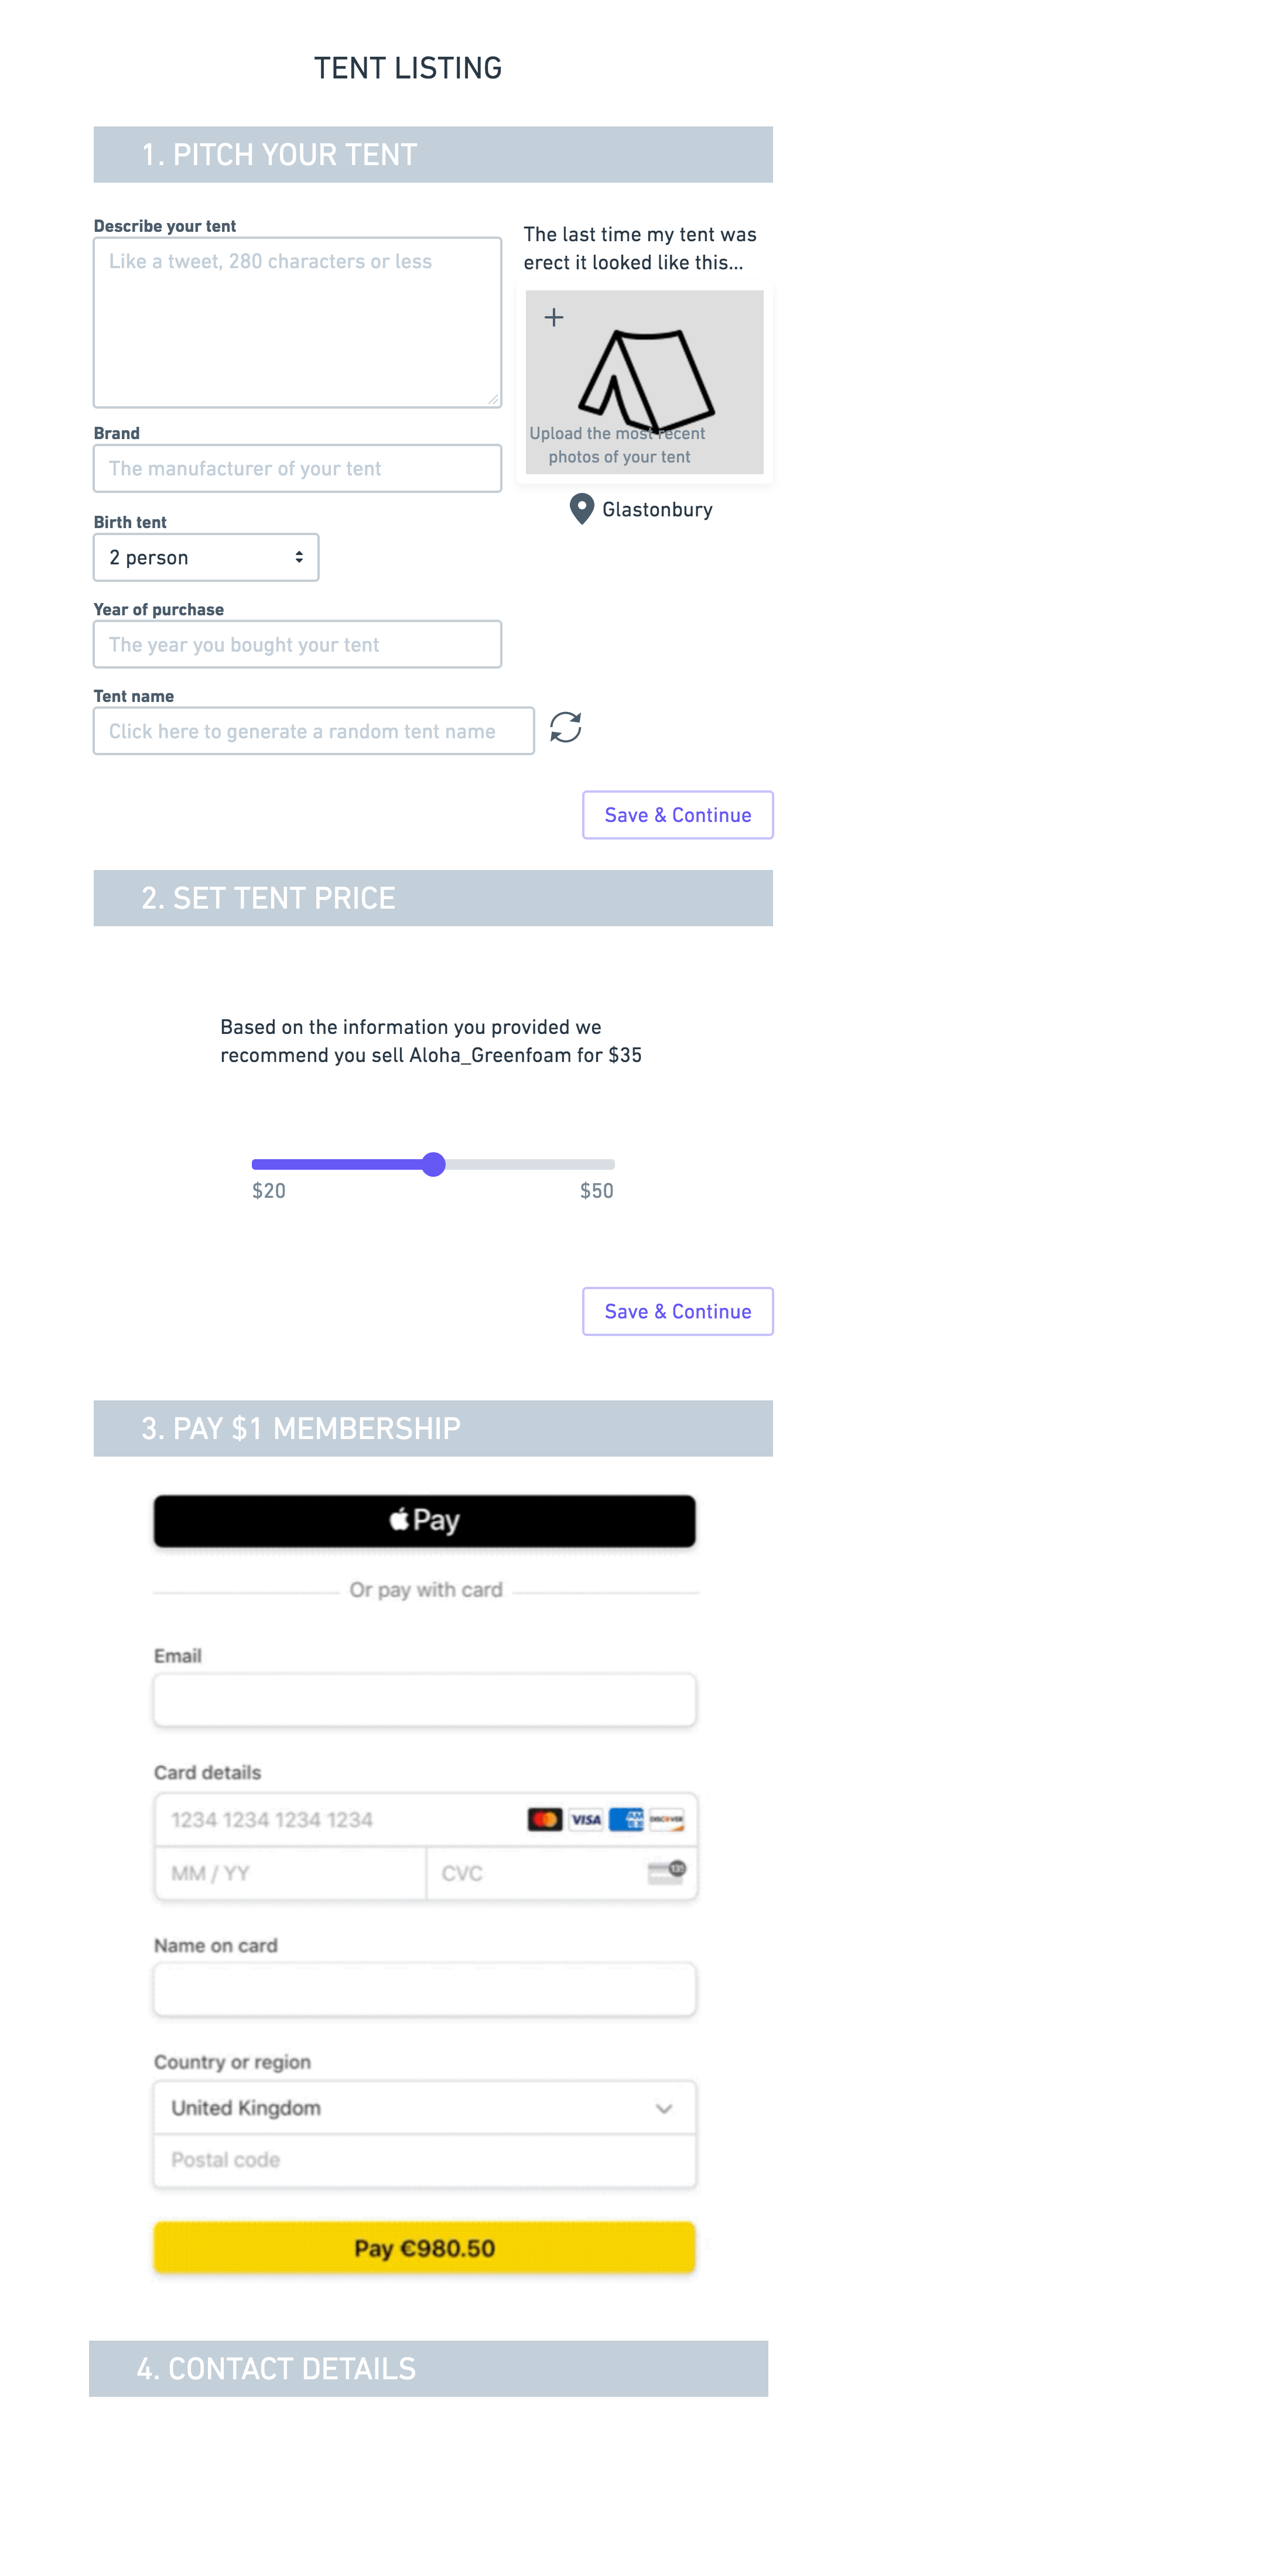 TENT LISTING
1. PITCH YOUR TENT
Describe your tent
Like a tweet, 280 characters or less
The last time my tent was
erect it looked like this...
Upload the most recent
photos of your tent
Glastonbury
Brand
The manufacturer of your tent
Birth tent
2 person
Year of purchase
The year you bought your tent
Tent name
Click here to generate a random tent name
Save & Continue
2. SET TENT PRICE
Based on the information you provided we
recommend you sell Aloha_Greenfoam for $35
$20 $50
Save & Continue
3. PAY $1 MEMBERSHIP
Pay
Or pay with card
Email
Card details
1234 1234 1234 1234 VISA AM EX DISCOVER
MM / YY CVC 135
Name on card
Country or region
United Kingdom
Postal code
Pay €980.50
4. CONTACT DETAILS